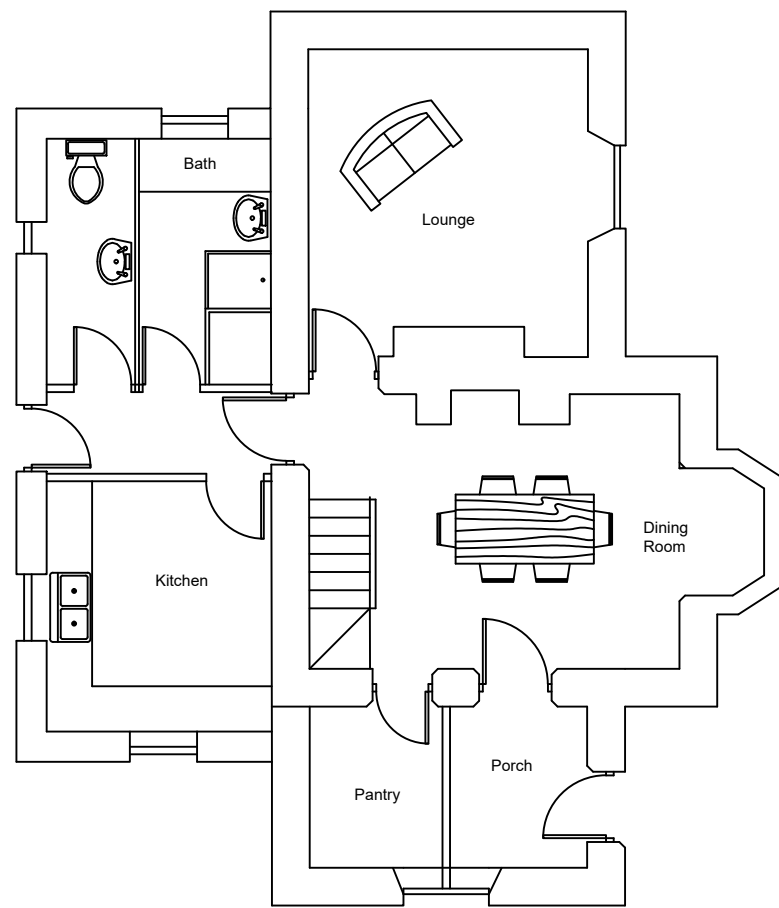 Bath
Lounge
Dining
Room
Kitchen
Porch
Pantry